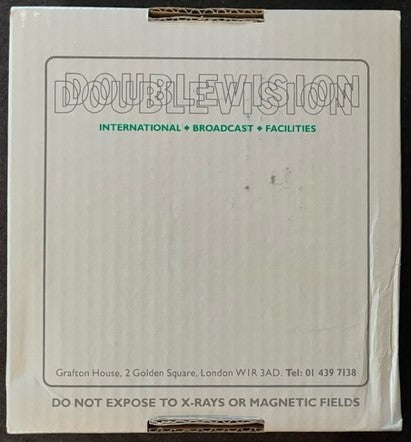 DOUBLEVISION
INTERNATIONAL ◆ BROADCAST ◆ FACILITIES
Grafton House, 2 Golden Square, London W1R 3AD. Tel: 01 439 7138
DO NOT EXPOSE TO X-RAYS OR MAGNETIC FIELDS